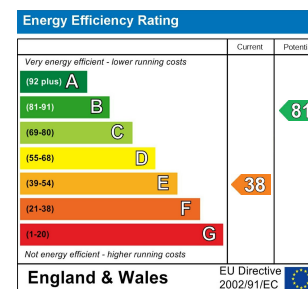 Energy Efficiency Rating
Current Potenti
Very energy efficient - lower running costs
(92 plus) A
(81-91) B
81
(69-80) C
(55-68) D
(39-54) E
38
(21-38) F
(1-20) G
Not energy efficient - higher running costs
England & Wales
EU Directive
2002/91/EC